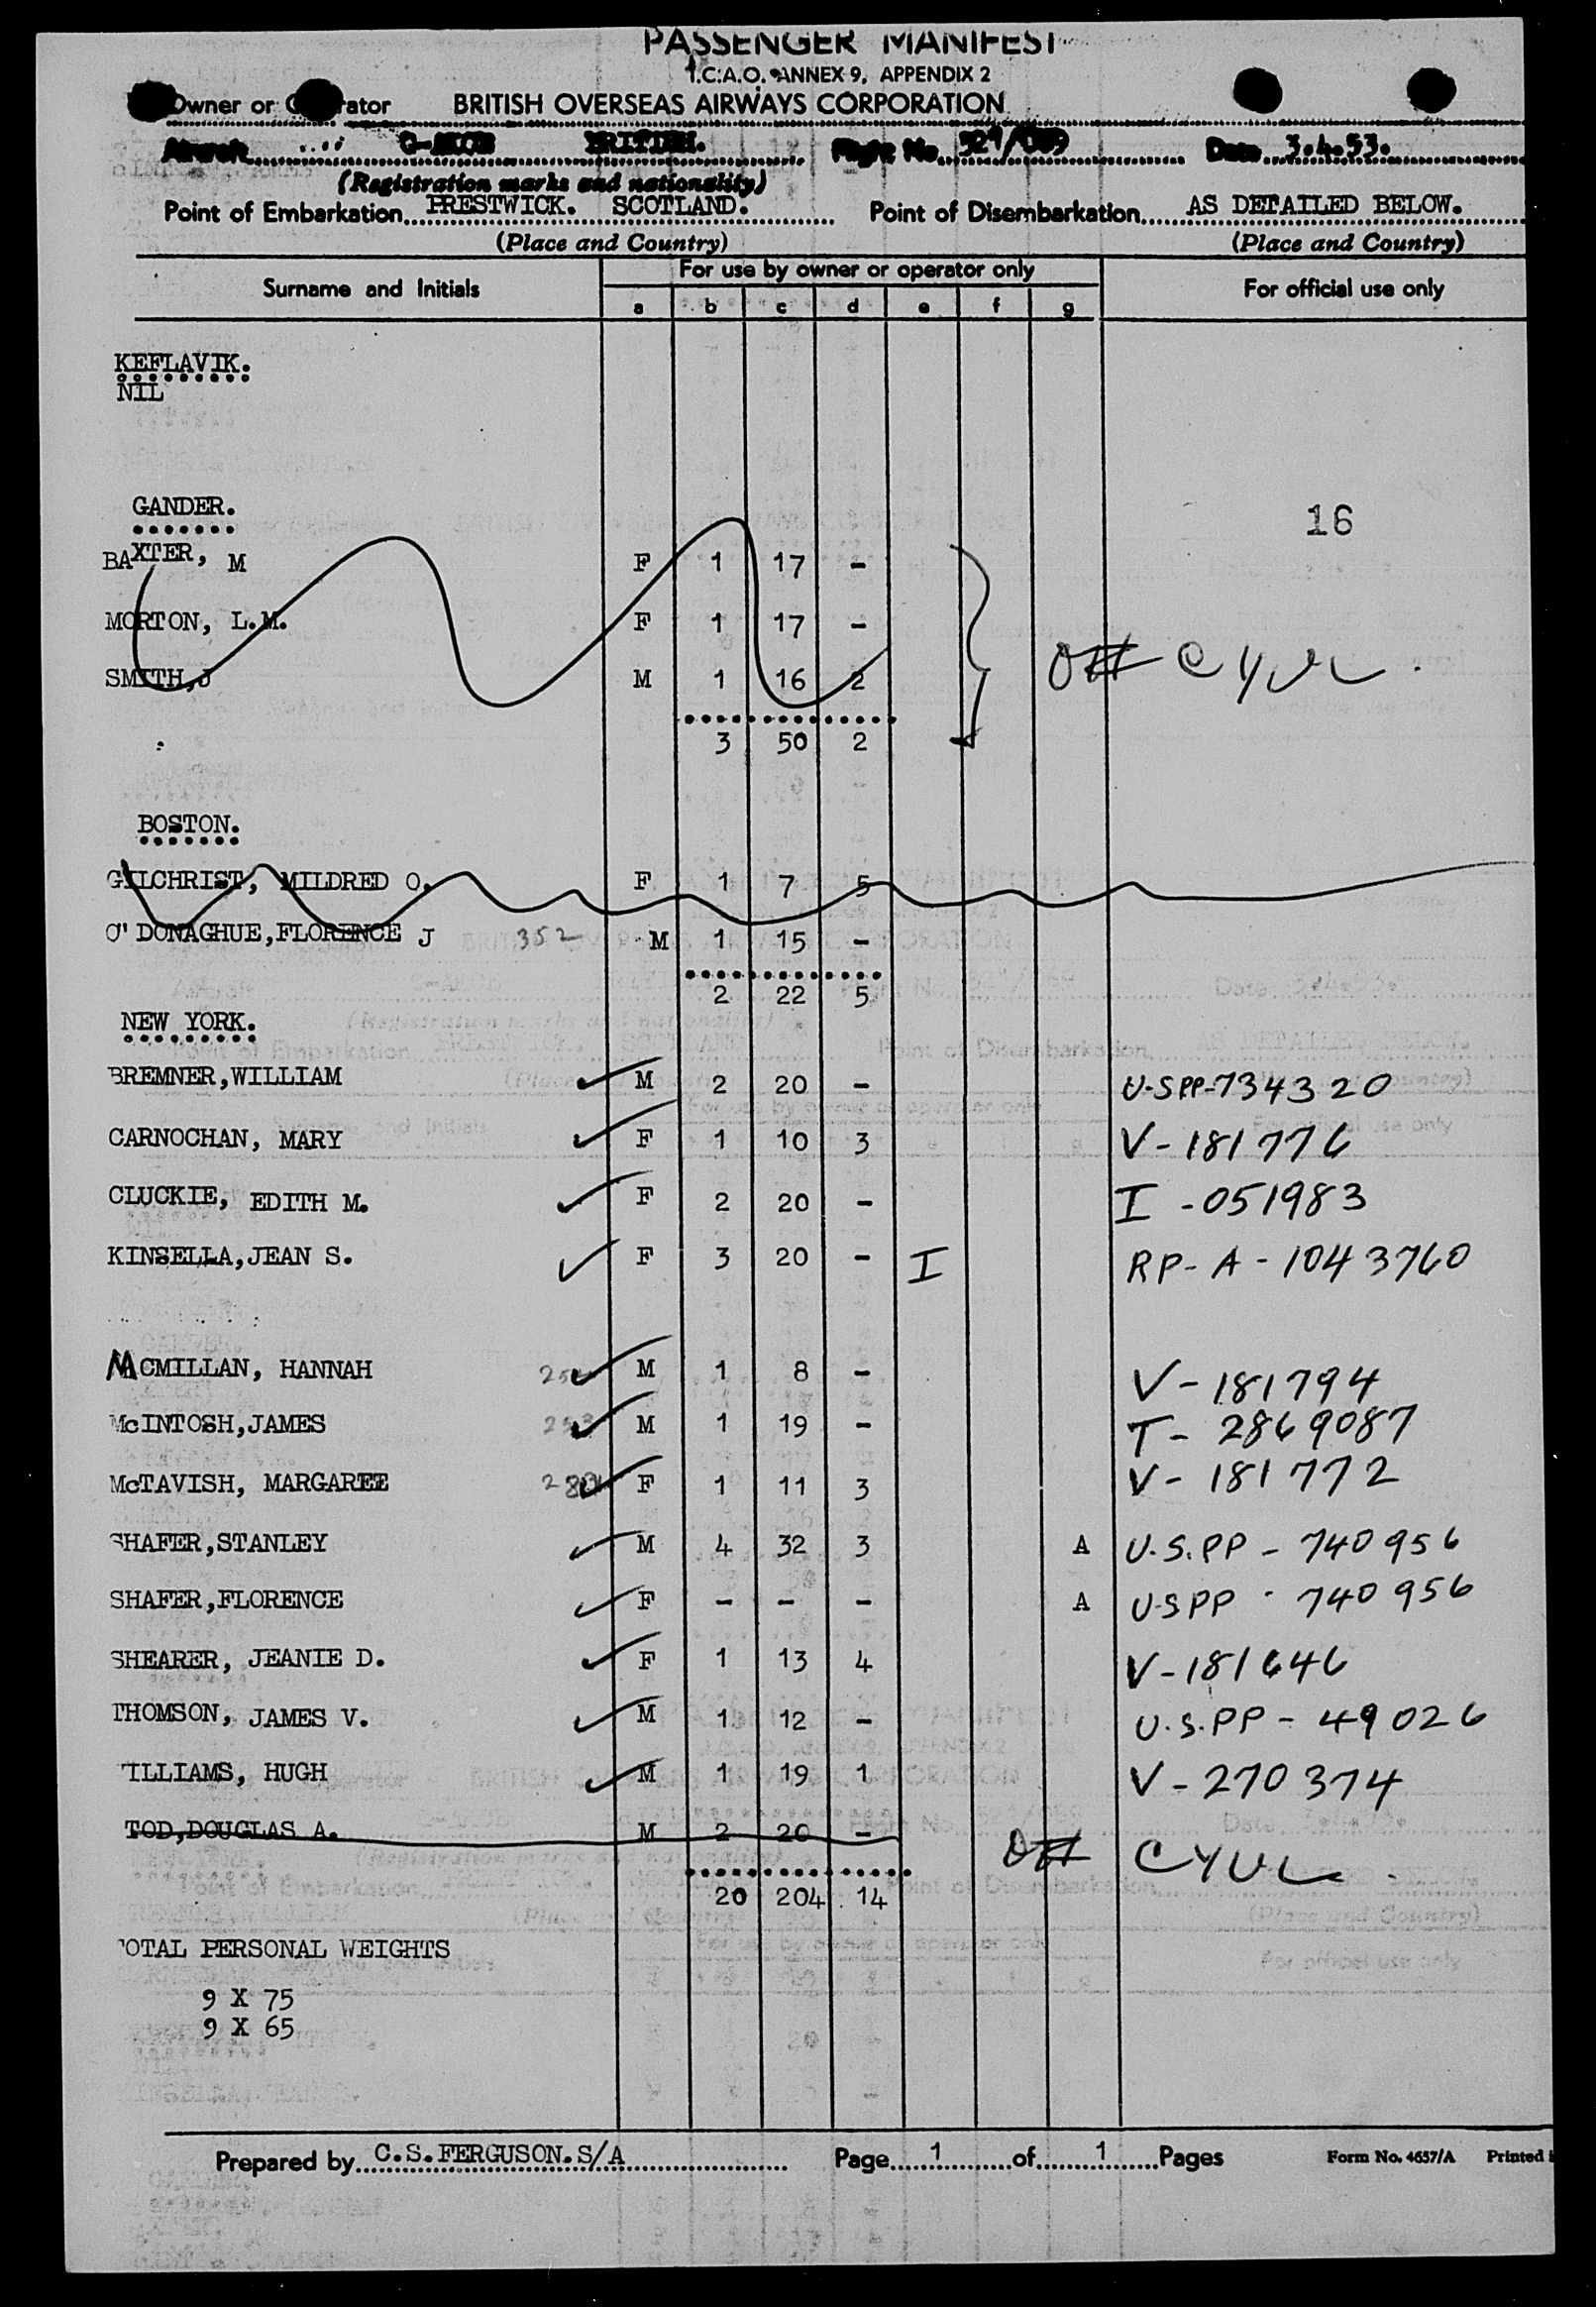 PASSENGER MANIFEST
I.C.A.O. ANNEX 9, APPENDIX 2
Owner or Operator BRITISH OVERSEAS AIRWAYS CORPORATION
Aircraft G- BRITISH. Flight No. 529/ Date 3.4.53.
(Registration marks and nationality)
Point of Embarkation PRESTWICK. SCOTLAND. Point of Disembarkation AS DETAILED BELOW.
(Place and Country) (Place and Country)
Surname and Initials For use by owner or operator only For official use only
a b c d e f g
KEFLAVIK.
NIL
GANDER.
16
BAXTER, M F 1 17 -
MORTON, L.M. F 1 17 -
SMITH,J M 1 16 2 Off CYUL.
3 50 2
BOSTON.
GILCHRIST, MILDRED O. F 1 7 5
O'DONAGHUE,FLORENCE J 352 M 1 15 -
2 22 5
NEW YORK.
BREMNER,WILLIAM M 2 20 - U.S PP-734320
CARNOCHAN, MARY F 1 10 3 V-181776
CLUCKIE, EDITH M. F 2 20 - I-051983
KINSELLA,JEAN S. F 3 20 - I RP-A-1043760
MCMILLAN, HANNAH M 1 8 - V-181794
McINTOSH,JAMES M 1 19 - T-2869087
McTAVISH, MARGARET F 1 11 3 V-181772
SHAFER,STANLEY M 4 32 3 A U.S.PP-740956
SHAFER,FLORENCE F - - - A USPP-740956
SHEARER, JEANIE D. F 1 13 4 V-181646
THOMSON, JAMES V. M 1 12 - U.S.PP-49026
WILLIAMS, HUGH M 1 19 1 V-270374
TOD,DOUGLAS A. M 2 20 - Off CYUL.
20 204 14
TOTAL PERSONAL WEIGHTS
9 X 75
9 X 65
Prepared by C.S.FERGUSON.S/A Page 1 of 1 Pages Form No. 4657/A Printed